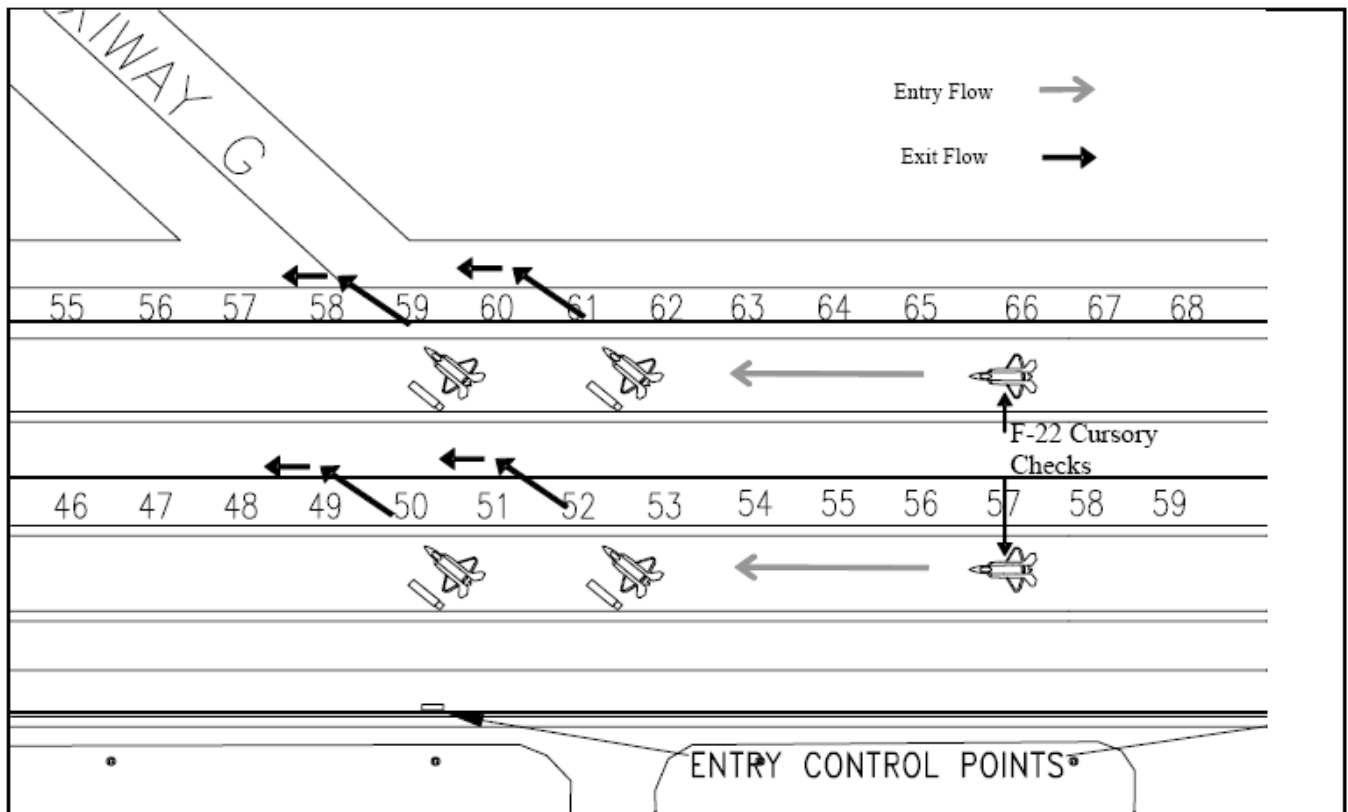 XIWAY G
Entry Flow
Exit Flow
55 56 57 58 59 60 61 62 63 64 65 66 67 68
F-22 Cursory
Checks
46 47 48 49 50 51 52 53 54 55 56 57 58 59
ENTRY CONTROL POINTS